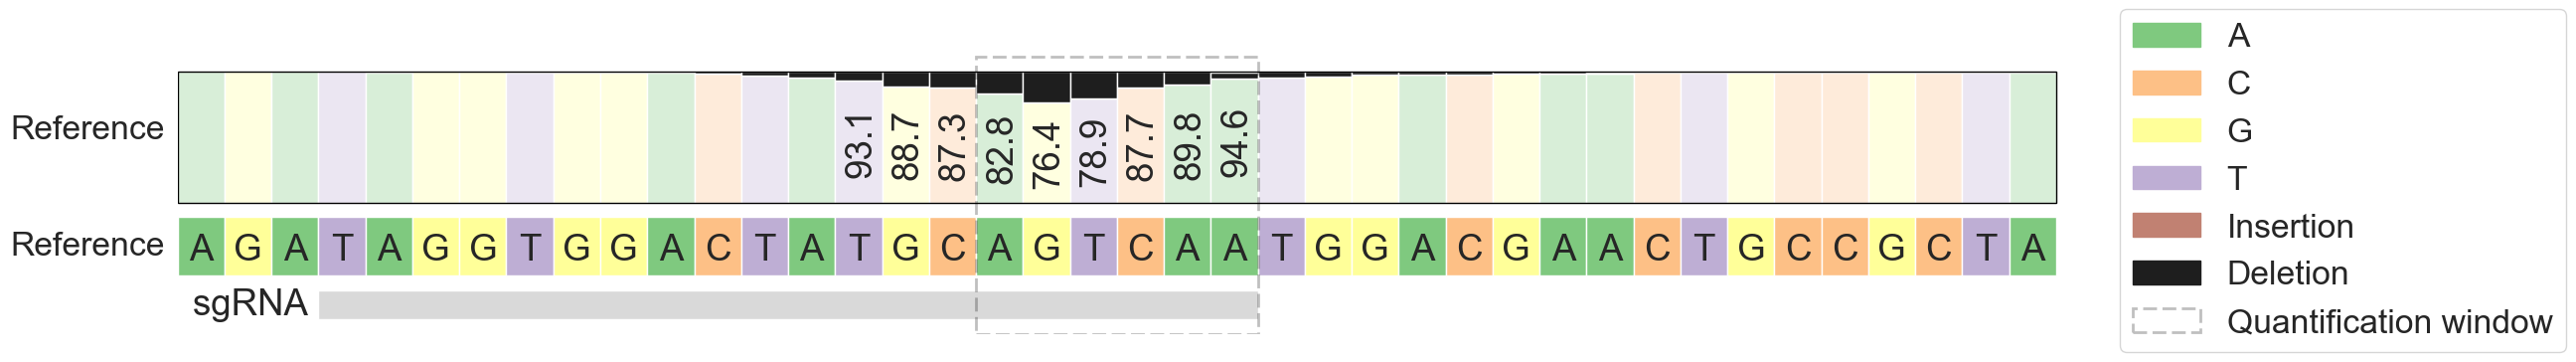 Reference
93.1 88.7 87.3 82.8 76.4 78.9 87.7 89.8 94.6
Reference A G A T A G G T G G A C T A T G C A G T C A A T G G A C G A A C T G C C G C T A
sgRNA
A
C
G
T
Insertion
Deletion
Quantification window